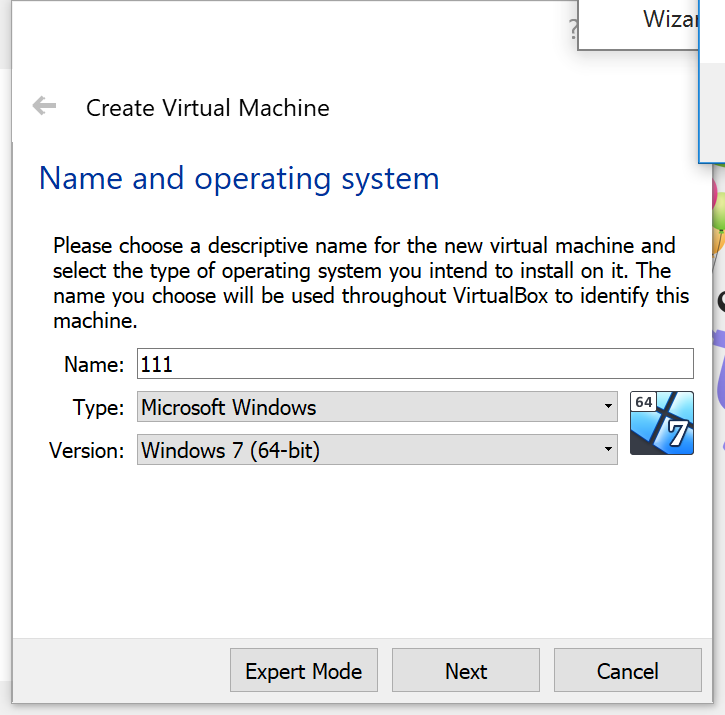 ?
Wizar
Create Virtual Machine
Name and operating system
Please choose a descriptive name for the new virtual machine and
select the type of operating system you intend to install on it. The
name you choose will be used throughout VirtualBox to identify this
machine.
Name: 111
Type: Microsoft Windows
64
Version: Windows 7 (64-bit)
7
Expert Mode Next Cancel